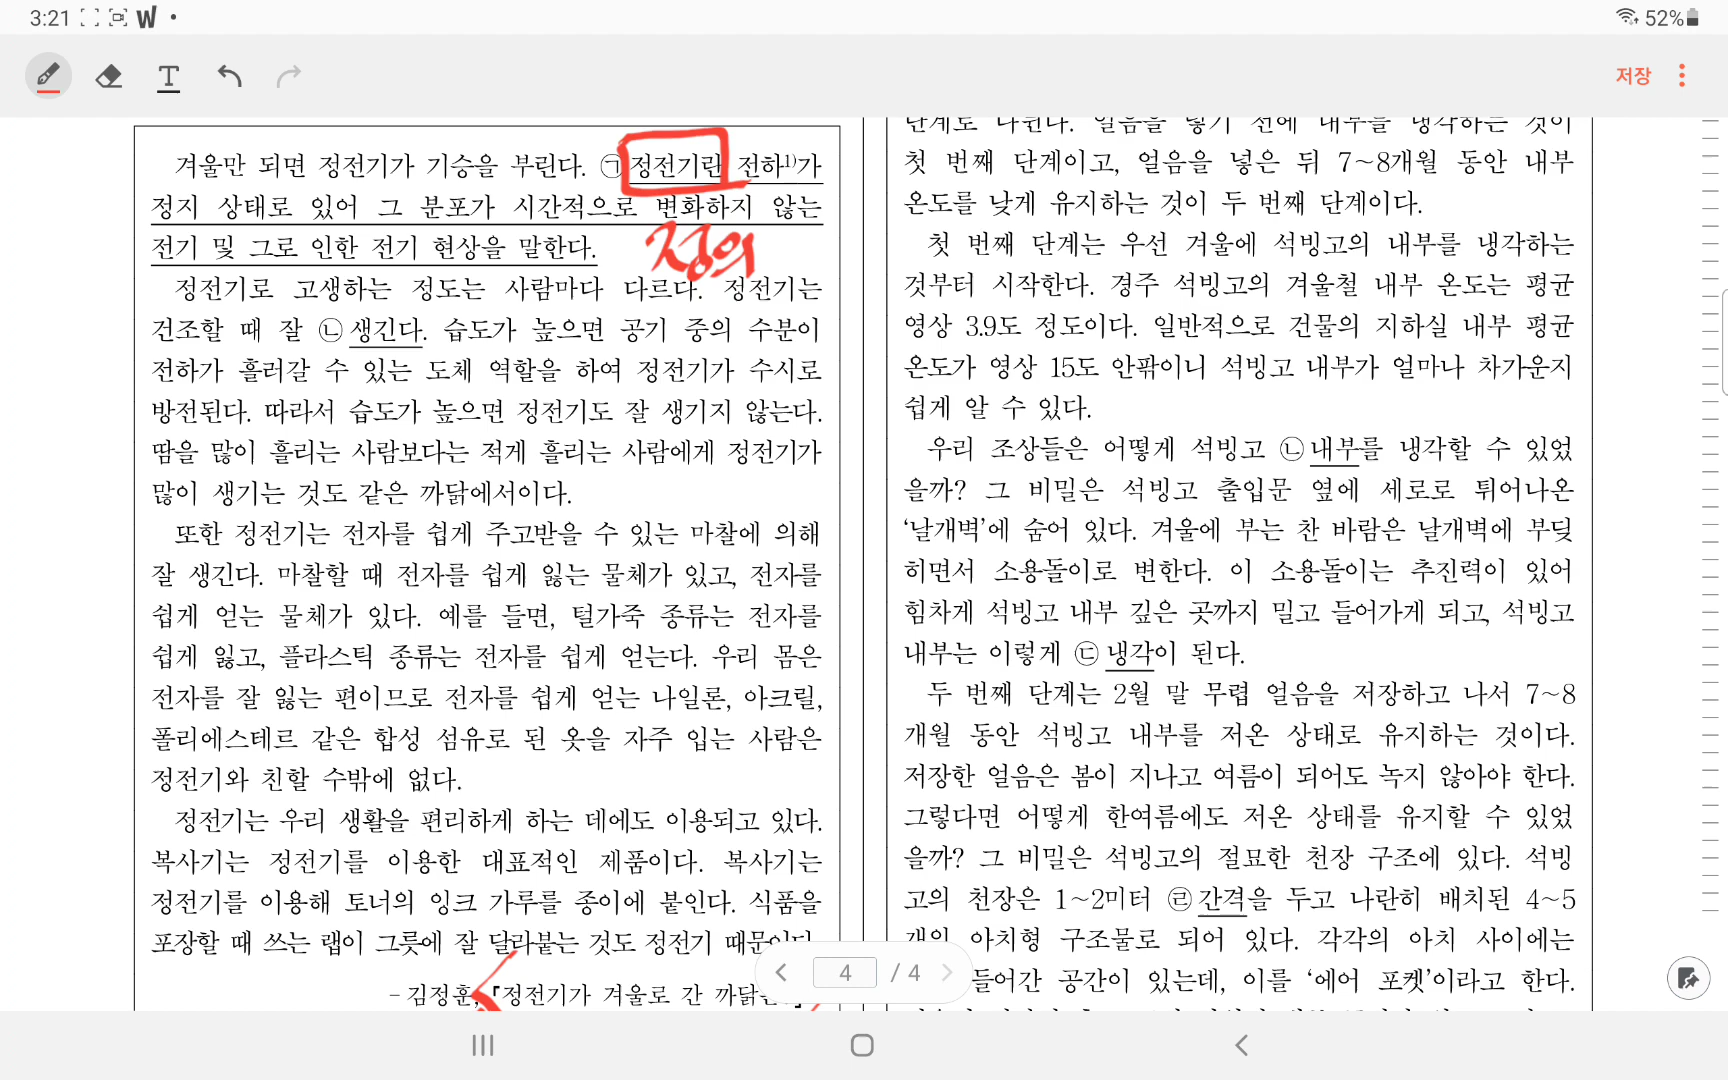 3:21
W
52%
저장
겨울만 되면 정전기가 기승을 부린다. ㉠정전기란 전하1)가
정지 상태로 있어 그 분포가 시간적으로 변화하지 않는
전기 및 그로 인한 전기 현상을 말한다.
정의
정전기로 고생하는 정도는 사람마다 다르다. 정전기는
건조할 때 잘 ㉡생긴다. 습도가 높으면 공기 중의 수분이
전하가 흘러갈 수 있는 도체 역할을 하여 정전기가 수시로
방전된다. 따라서 습도가 높으면 정전기도 잘 생기지 않는다.
땀을 많이 흘리는 사람보다는 적게 흘리는 사람에게 정전기가
많이 생기는 것도 같은 까닭에서이다.
또한 정전기는 전자를 쉽게 주고받을 수 있는 마찰에 의해
잘 생긴다. 마찰할 때 전자를 쉽게 잃는 물체가 있고, 전자를
쉽게 얻는 물체가 있다. 예를 들면, 털가죽 종류는 전자를
쉽게 잃고, 플라스틱 종류는 전자를 쉽게 얻는다. 우리 몸은
전자를 잘 잃는 편이므로 전자를 쉽게 얻는 나일론, 아크릴,
폴리에스테르 같은 합성 섬유로 된 옷을 자주 입는 사람은
정전기와 친할 수밖에 없다.
정전기는 우리 생활을 편리하게 하는 데에도 이용되고 있다.
복사기는 정전기를 이용한 대표적인 제품이다. 복사기는
정전기를 이용해 토너의 잉크 가루를 종이에 붙인다. 식품을
포장할 때 쓰는 랩이 그릇에 잘 달라붙는 것도 정전기 때문이다.
- 김정훈, 「정전기가 겨울로 간 까닭은」
단계로 나뉜다. 얼음을 넣기 전에 내부를 냉각하는 것이
첫 번째 단계이고, 얼음을 넣은 뒤 7~8개월 동안 내부
온도를 낮게 유지하는 것이 두 번째 단계이다.
첫 번째 단계는 우선 겨울에 석빙고의 내부를 냉각하는
것부터 시작한다. 경주 석빙고의 겨울철 내부 온도는 평균
영상 3.9도 정도이다. 일반적으로 건물의 지하실 내부 평균
온도가 영상 15도 안팎이니 석빙고 내부가 얼마나 차가운지
쉽게 알 수 있다.
우리 조상들은 어떻게 석빙고 ㉡내부를 냉각할 수 있었
을까? 그 비밀은 석빙고 출입문 옆에 세로로 튀어나온
‘날개벽’에 숨어 있다. 겨울에 부는 찬 바람은 날개벽에 부딪
히면서 소용돌이로 변한다. 이 소용돌이는 추진력이 있어
힘차게 석빙고 내부 깊은 곳까지 밀고 들어가게 되고, 석빙고
내부는 이렇게 ㉢냉각이 된다.
두 번째 단계는 2월 말 무렵 얼음을 저장하고 나서 7~8
개월 동안 석빙고 내부를 저온 상태로 유지하는 것이다.
저장한 얼음은 봄이 지나고 여름이 되어도 녹지 않아야 한다.
그렇다면 어떻게 한여름에도 저온 상태를 유지할 수 있었
을까? 그 비밀은 석빙고의 절묘한 천장 구조에 있다. 석빙
고의 천장은 1~2미터 ㉣간격을 두고 나란히 배치된 4~5
개의 아치형 구조물로 되어 있다. 각각의 아치 사이에는
들어간 공간이 있는데, 이를 ‘에어 포켓’이라고 한다.
4 / 4